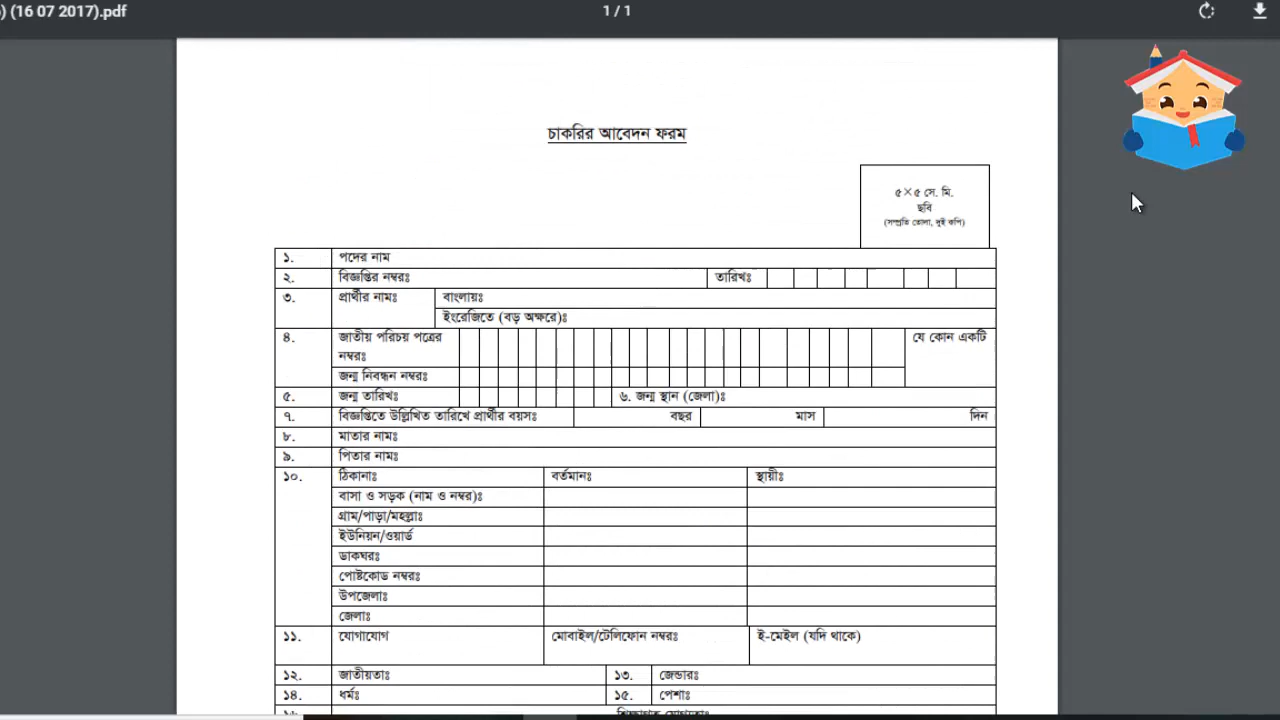 ) (16 07 2017).pdf
1 / 1
চাকরির আবেদন ফরম
৫×৫ সে. মি.
ছবি
(সম্প্রতি তোলা, দুই কপি)
১. পদের নাম
২. বিজ্ঞপ্তির নম্বরঃ তারিখঃ
৩. প্রার্থীর নামঃ বাংলায়ঃ
ইংরেজিতে (বড় অক্ষরে)ঃ
৪. জাতীয় পরিচয় পত্রের যে কোন একটি
নম্বরঃ
জন্ম নিবন্ধন নম্বরঃ
৫. জন্ম তারিখঃ ৬. জন্ম স্থান (জেলা)ঃ
৭. বিজ্ঞপ্তিতে উল্লিখিত তারিখে প্রার্থীর বয়সঃ বছর মাস দিন
৮. মাতার নামঃ
৯. পিতার নামঃ
১০. ঠিকানাঃ বর্তমানঃ স্থায়ীঃ
বাসা ও সড়ক (নাম ও নম্বর)ঃ
গ্রাম/পাড়া/মহল্লাঃ
ইউনিয়ন/ওয়ার্ড
ডাকঘরঃ
পোষ্টকোড নম্বরঃ
উপজেলাঃ
জেলাঃ
১১. যোগাযোগ মোবাইল/টেলিফোন নম্বরঃ ই-মেইল (যদি থাকে)
১২. জাতীয়তাঃ ১৩. জেন্ডারঃ
১৪. ধর্মঃ ১৫. পেশাঃ